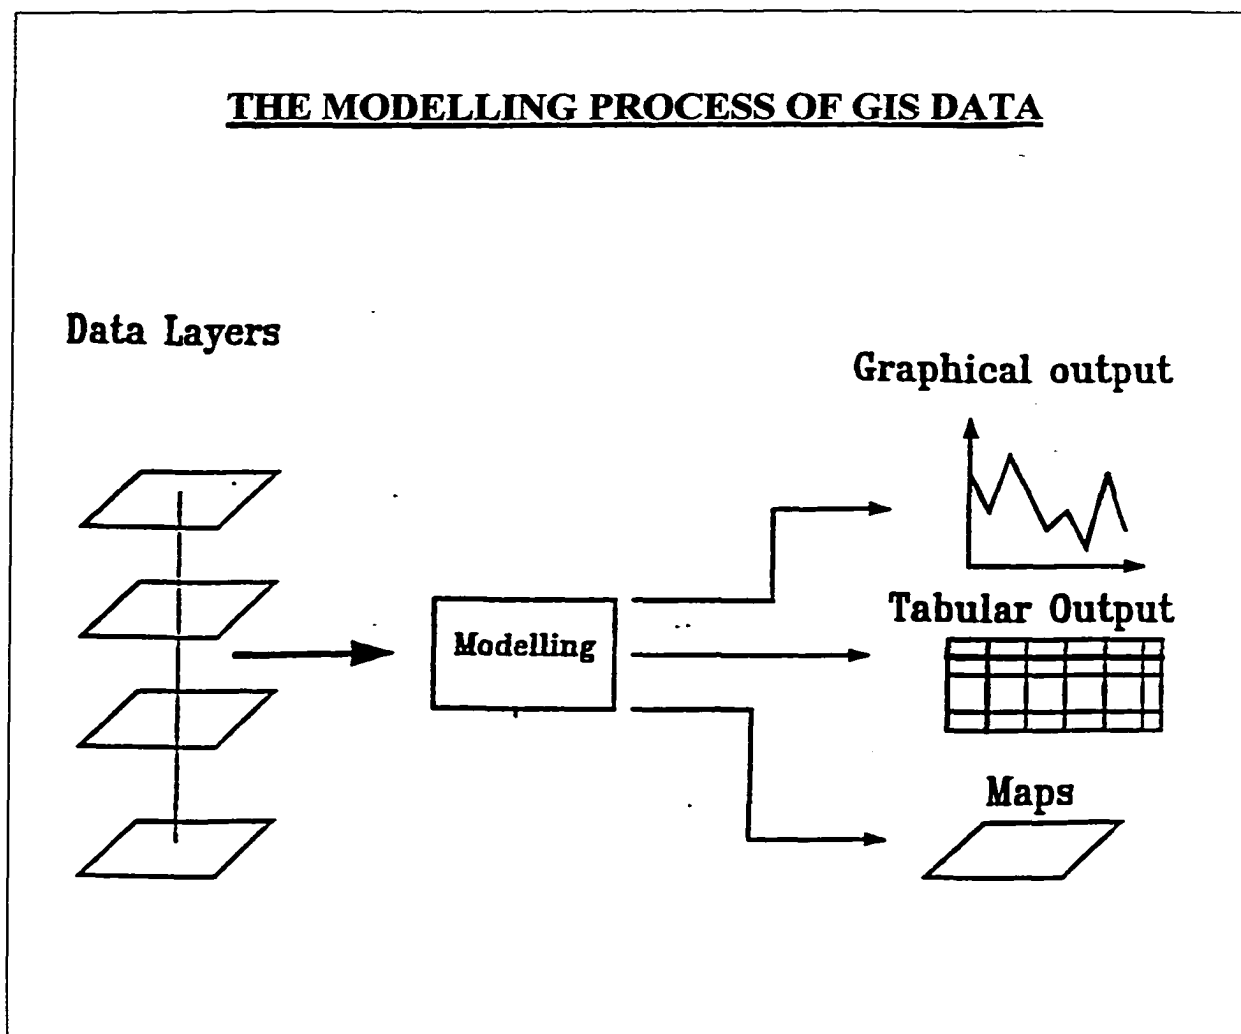 THE MODELLING PROCESS OF GIS DATA
Data Layers
Graphical output
Modelling
Tabular Output
Maps